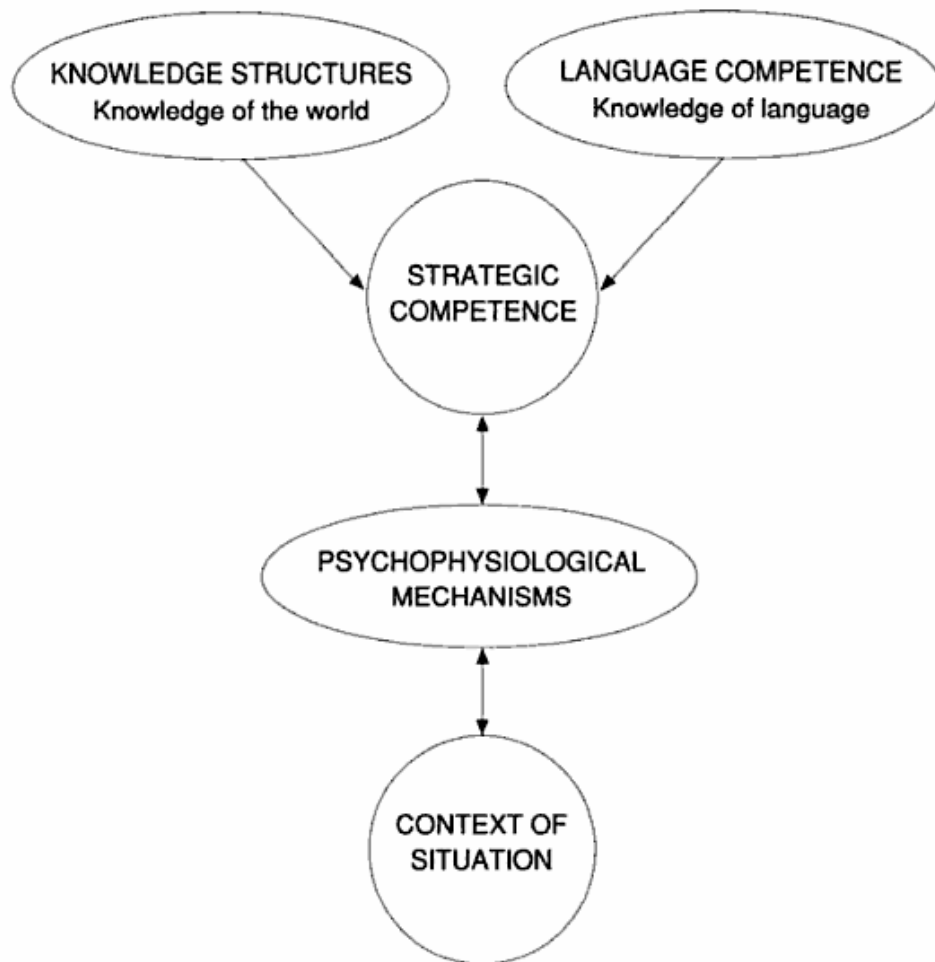 KNOWLEDGE STRUCTURES
Knowledge of the world
LANGUAGE COMPETENCE
Knowledge of language
STRATEGIC
COMPETENCE
PSYCHOPHYSIOLOGICAL
MECHANISMS
CONTEXT OF
SITUATION